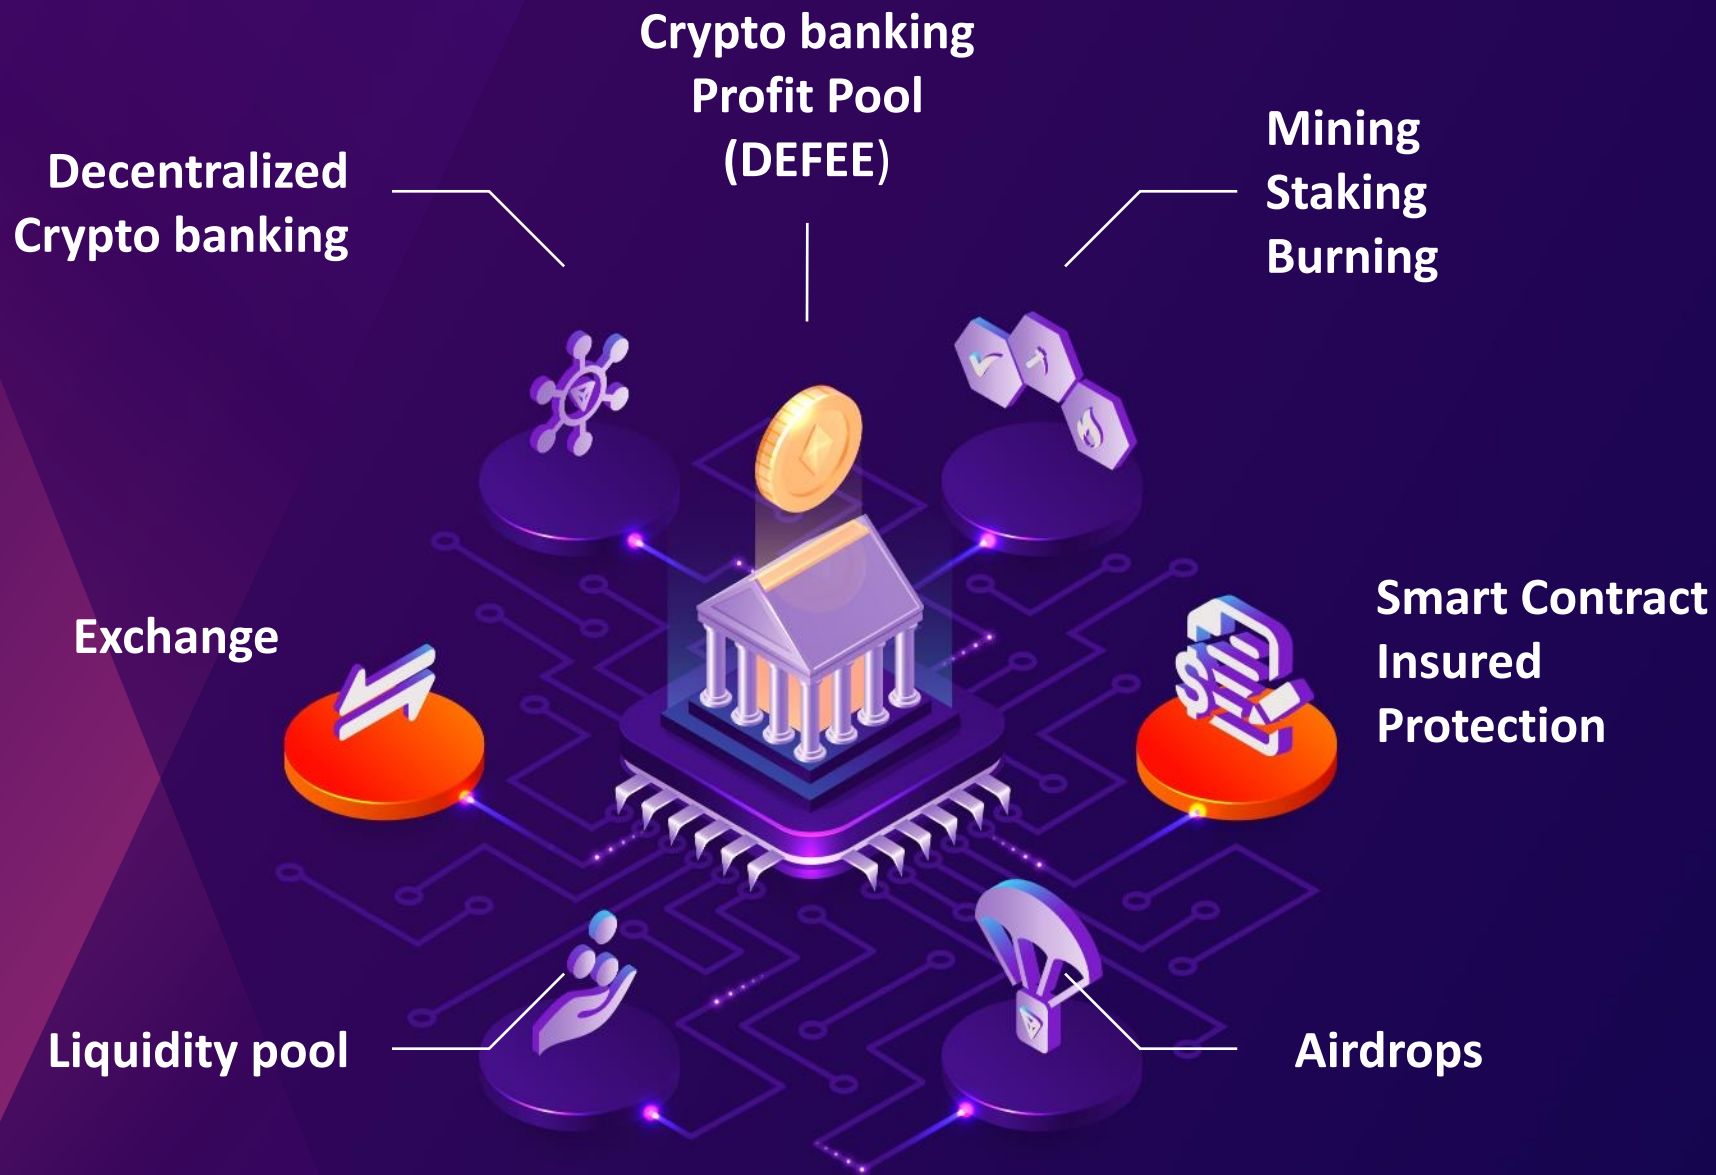 Crypto banking
Profit Pool
(DEFEE)
Decentralized
Crypto banking
Mining
Staking
Burning
Exchange
Smart Contract
Insured
Protection
Liquidity pool
Airdrops